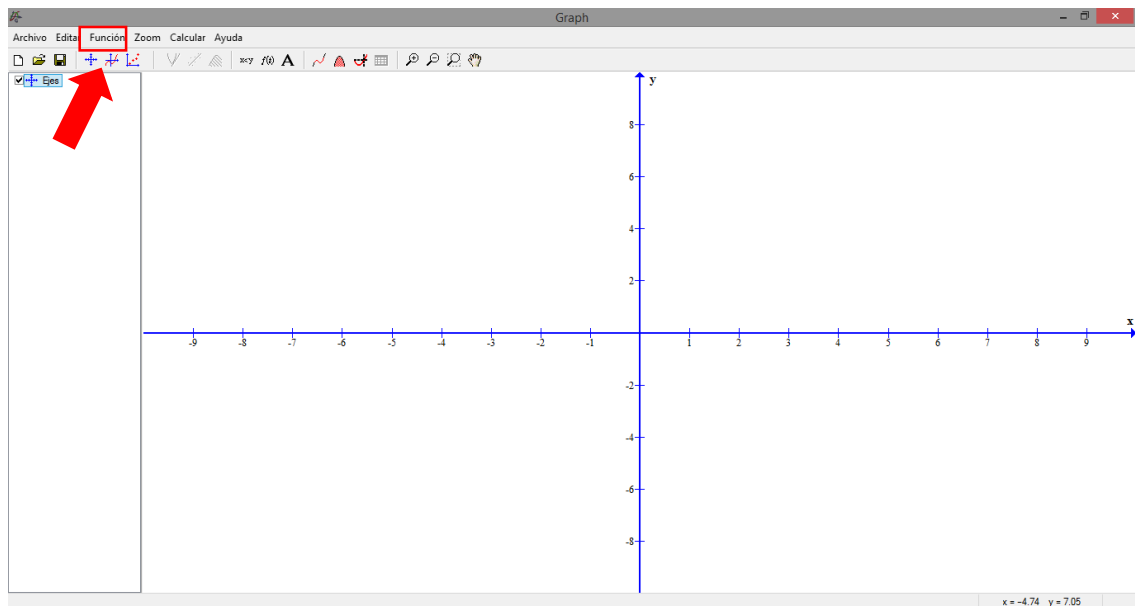 Graph
Archivo Editar Función Zoom Calcular Ayuda
x<y f(x) A
Ejes
y
8
6
4
2
x
-9 -8 -7 -6 -5 -4 -3 -2 -1 1 2 3 4 5 6 7 8 9
-2
-4
-6
-8
x = -4.74 y = 7.05